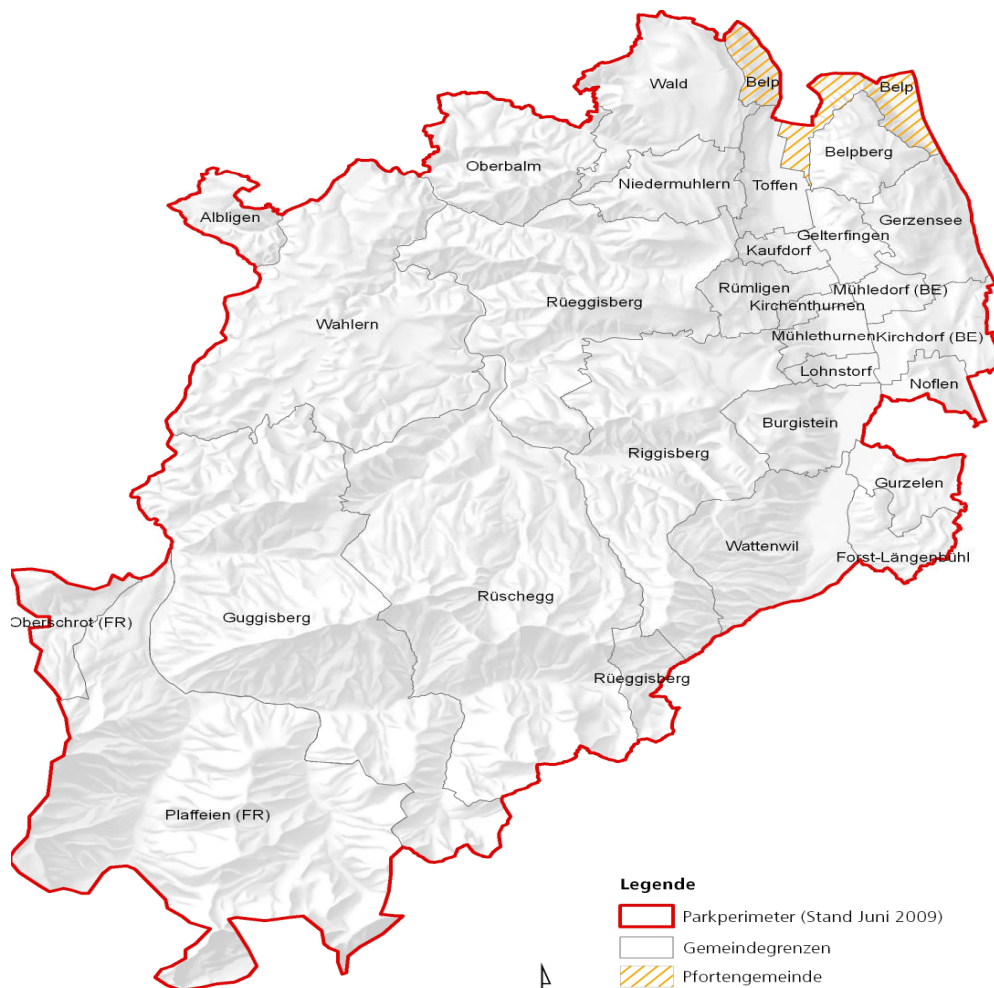 Wald
Belp
Belp
Belpberg
Oberbalm
Niedermuhlern
Toffen
Albligen
Gerzensee
Gelterfingen
Kaufdorf
Rümligen
Mühledorf (BE)
Rüeggisberg
Kirchenthurnen
Wahlern
Mühlethurnen
Kirchdorf (BE)
Lohnstorf
Noflen
Burgistein
Riggisberg
Gurzelen
Wattenwil
Forst-Längenbühl
Rüschegg
Guggisberg
Oberschrot (FR)
Rüeggisberg
Plaffeien (FR)
Legende
Parkperimeter (Stand Juni 2009)
Gemeindegrenzen
Pfortengemeinde